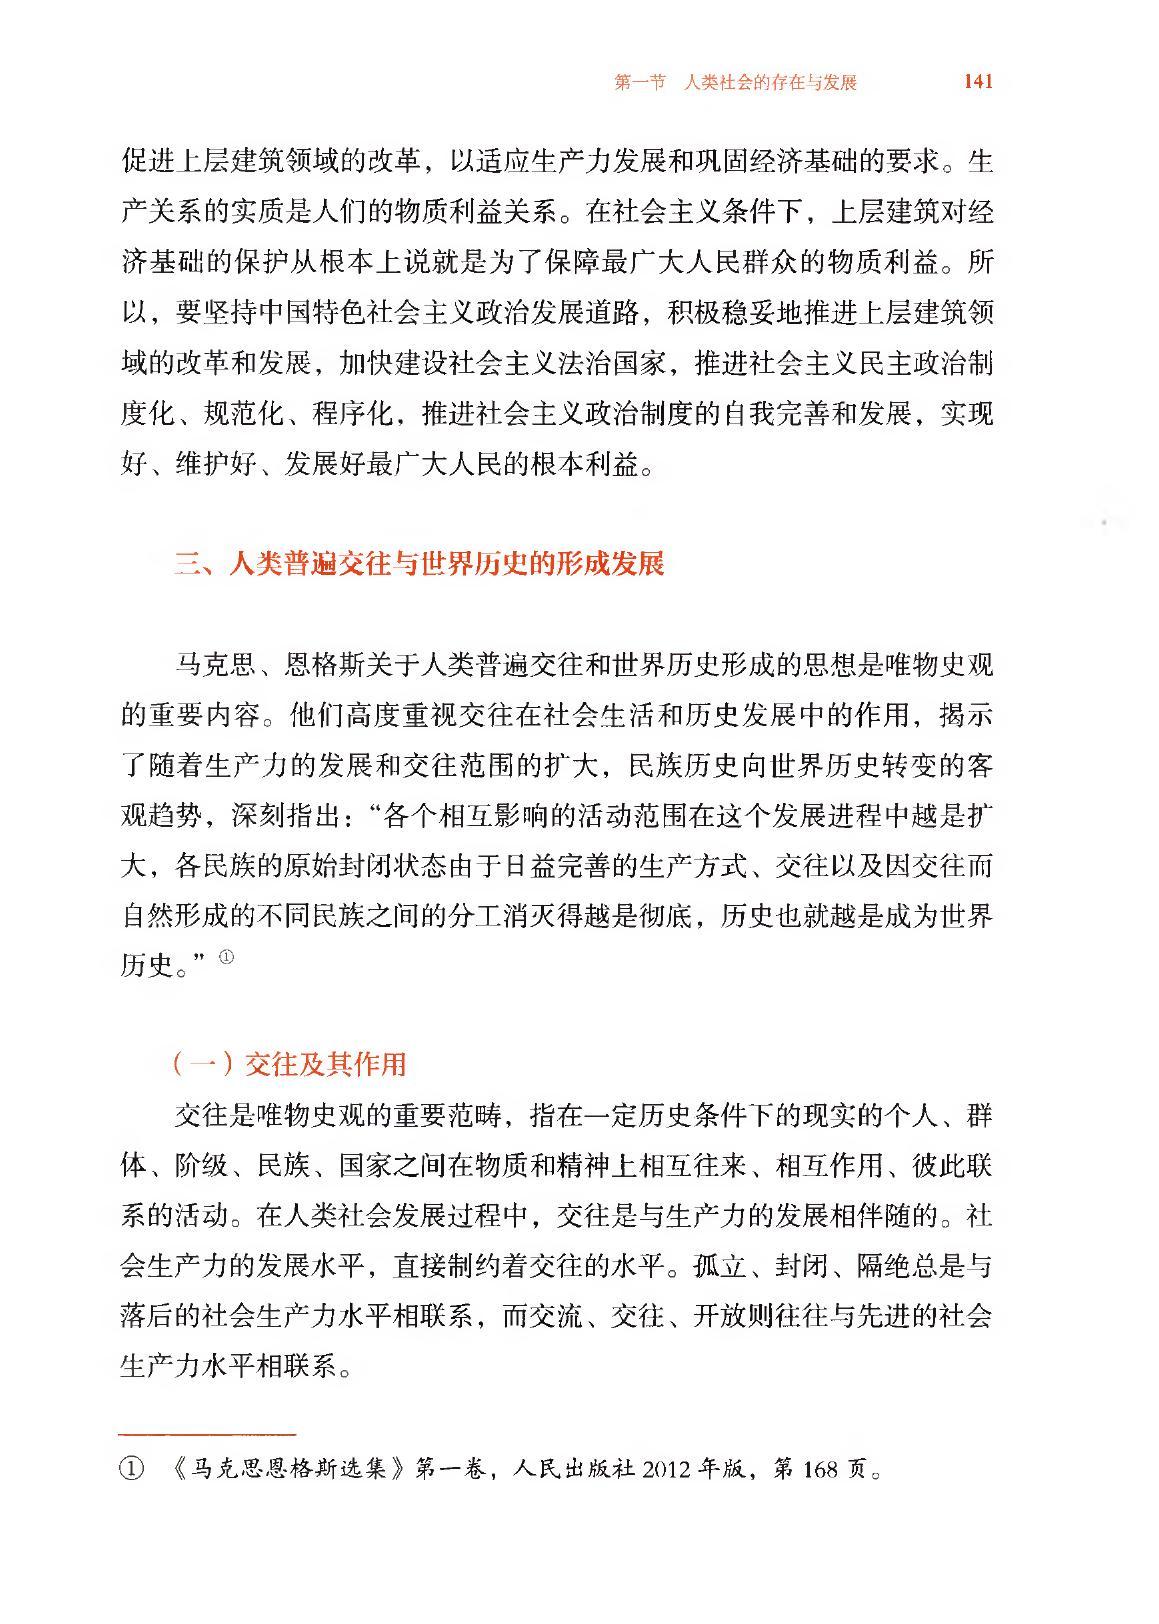 第一节　人类社会的存在与发展　141
促进上层建筑领域的改革，以适应生产力发展和巩固经济基础的要求。生
产关系的实质是人们的物质利益关系。在社会主义条件下，上层建筑对经
济基础的保护从根本上说就是为了保障最广大人民群众的物质利益。所
以，要坚持中国特色社会主义政治发展道路，积极稳妥地推进上层建筑领
域的改革和发展，加快建设社会主义法治国家，推进社会主义民主政治制
度化、规范化、程序化，推进社会主义政治制度的自我完善和发展，实现
好、维护好、发展好最广大人民的根本利益。
三、人类普遍交往与世界历史的形成发展
马克思、恩格斯关于人类普遍交往和世界历史形成的思想是唯物史观
的重要内容。他们高度重视交往在社会生活和历史发展中的作用，揭示
了随着生产力的发展和交往范围的扩大，民族历史向世界历史转变的客
观趋势，深刻指出：“各个相互影响的活动范围在这个发展进程中越是扩
大，各民族的原始封闭状态由于日益完善的生产方式、交往以及因交往而
自然形成的不同民族之间的分工消灭得越是彻底，历史也就越是成为世界
历史。”①
（一）交往及其作用
交往是唯物史观的重要范畴，指在一定历史条件下的现实的个人、群
体、阶级、民族、国家之间在物质和精神上相互往来、相互作用、彼此联
系的活动。在人类社会发展过程中，交往是与生产力的发展相伴随的。社
会生产力的发展水平，直接制约着交往的水平。孤立、封闭、隔绝总是与
落后的社会生产力水平相联系，而交流、交往、开放则往往与先进的社会
生产力水平相联系。
①　《马克思恩格斯选集》第一卷，人民出版社 2012 年版，第 168 页。